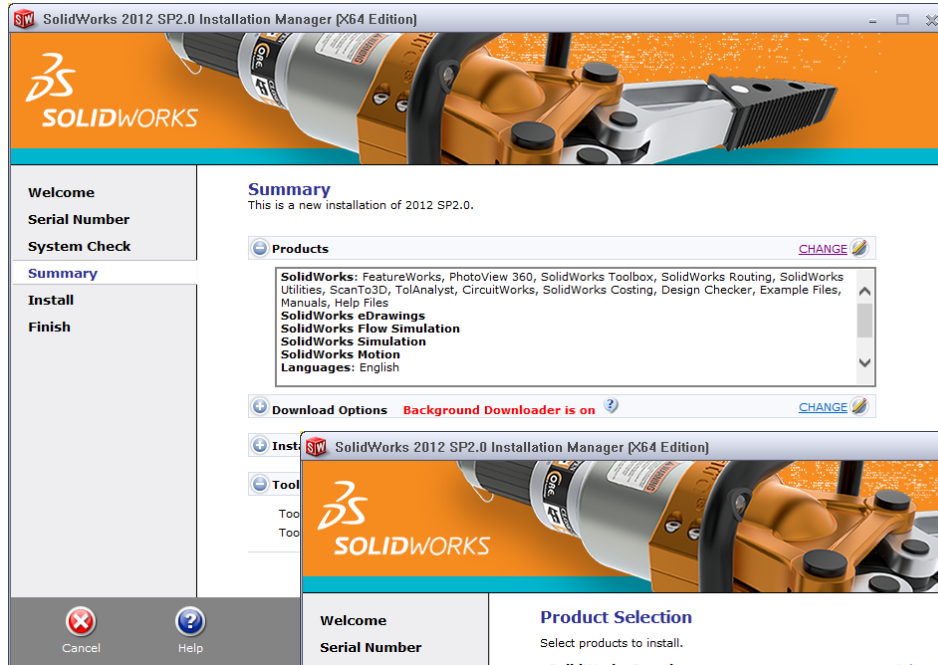 SolidWorks 2012 SP2.0 Installation Manager (X64 Edition)
SOLIDWORKS
Welcome
Serial Number
System Check
Summary
Install
Finish
Cancel
Help
Summary
This is a new installation of 2012 SP2.0.
Products
CHANGE
SolidWorks: FeatureWorks, PhotoView 360, SolidWorks Toolbox, SolidWorks Routing, SolidWorks
Utilities, ScanTo3D, TolAnalyst, CircuitWorks, SolidWorks Costing, Design Checker, Example Files,
Manuals, Help Files
SolidWorks eDrawings
SolidWorks Flow Simulation
SolidWorks Simulation
SolidWorks Motion
Languages: English
Download Options Background Downloader is on
CHANGE
Insta
Tool
Too
Too
SolidWorks 2012 SP2.0 Installation Manager (X64 Edition)
SOLIDWORKS
Welcome
Serial Number
Product Selection
Select products to install.